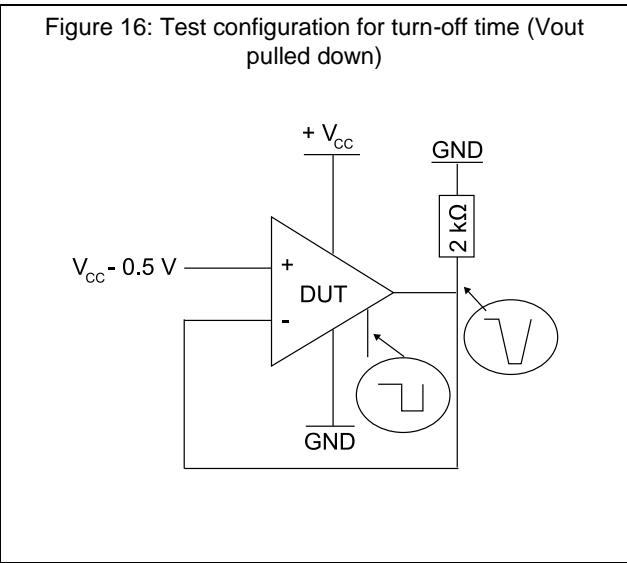 Figure 16: Test configuration for turn-off time (Vout
pulled down)
+ VCC
GND
2 kΩ
VCC - 0.5 V
+
DUT
-
GND